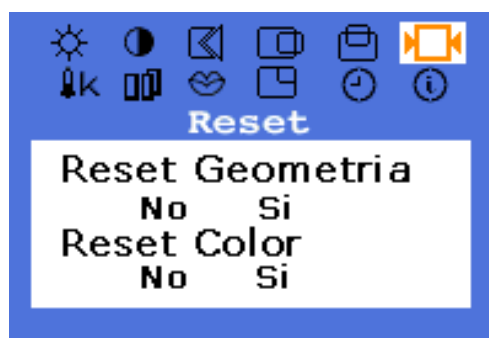 k
Reset
Reset Geometria
No Si
Reset Color
No Si